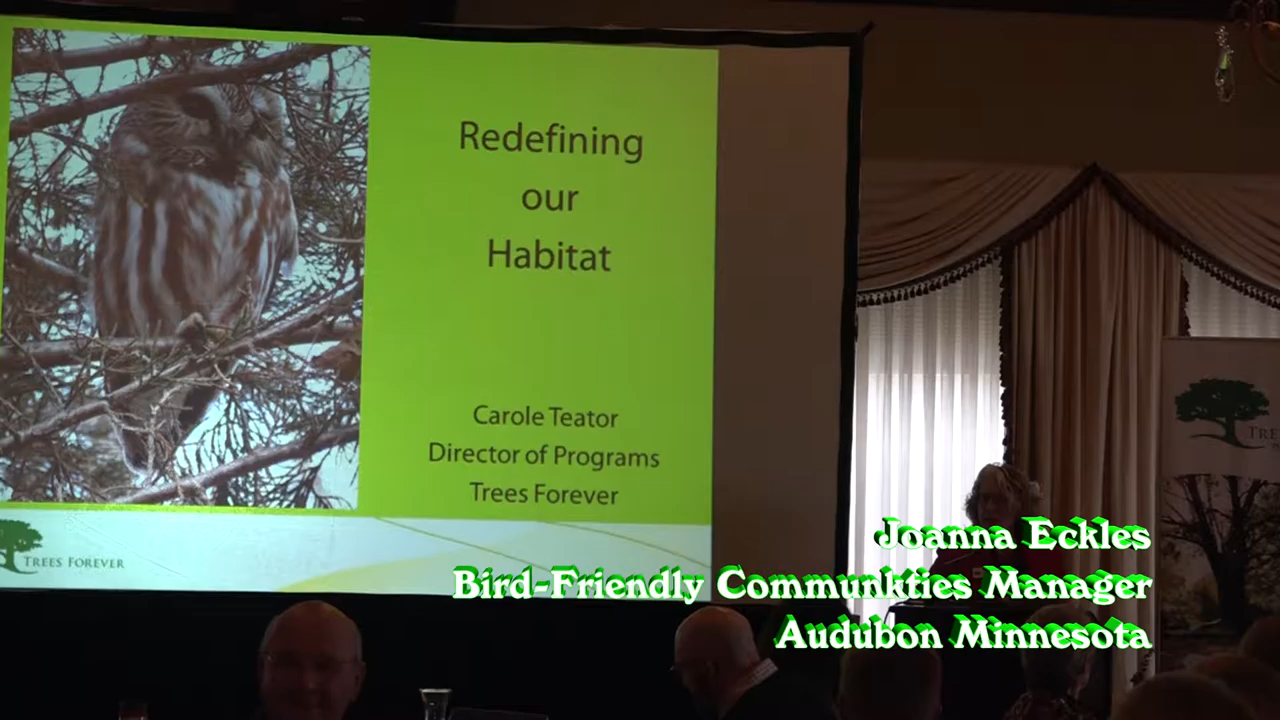 Redefining
our
Habitat
Carole Teator
Director of Programs
Trees Forever
TREES FOREVER
Joanna Eckles
Bird-Friendly Communkties Manager
Audubon Minnesota